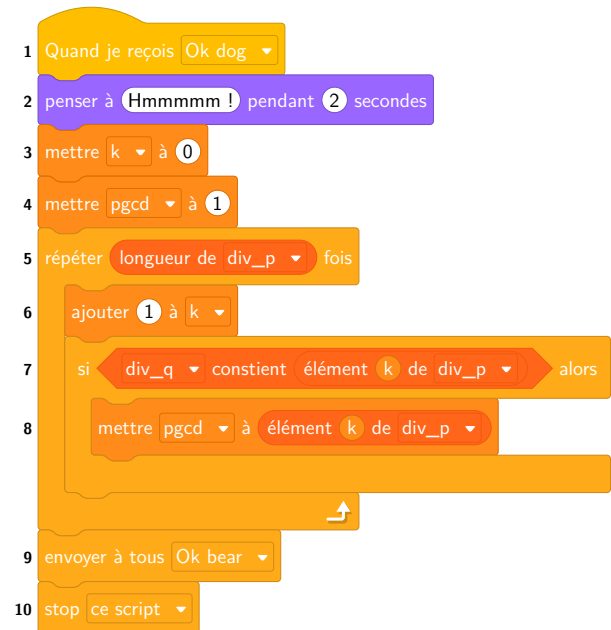 1 Quand je reçois Ok dog
2 penser à Hmmmmm ! pendant 2 secondes
3 mettre k à 0
4 mettre pgcd à 1
5 répéter longueur de div_p fois
6 ajouter 1 à k
7 si div_q constient élément k de div_p alors
8 mettre pgcd à élément k de div_p
9 envoyer à tous Ok bear
10 stop ce script